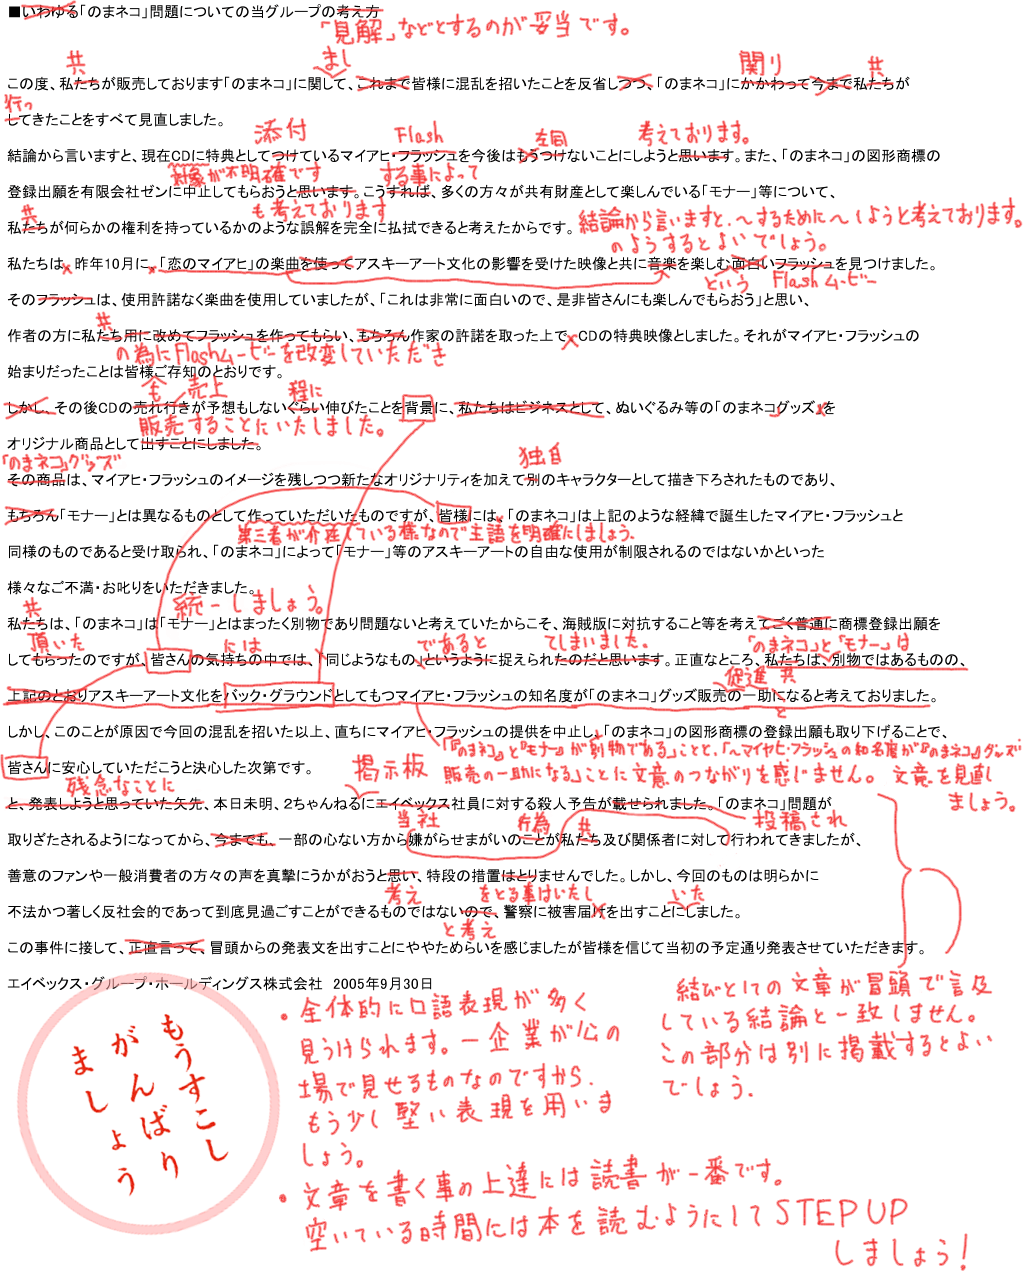 ■いわゆる「のまネコ」問題についての当グループの考え方
「見解」などとするのが妥当です。
共
まし
関り
共
この度、私たちが販売しております「のまネコ」に関して、これまで皆様に混乱を招いたことを反省しつつ、「のまネコ」にかかわって今まで私たちが
行っ
してきたことをすべて見直しました。
添付
Flash
左同
考えております。
結論から言いますと、現在CDに特典としてつけているマイアヒ・フラッシュを今後はもうつけないことにしようと思います。また、「のまネコ」の図形商標の
対象が不明確です
する事によって
登録出願を有限会社ゼンに中止してもらおうと思います。こうすれば、多くの方々が共有財産として楽しんでいる「モナー」等について、
共
も考えております
結論から言いますと、〜するために〜しようと考えております。
私たちが何らかの権利を持っているかのような誤解を完全に払拭できると考えたからです。
のようするとよいでしょう。
私たちは、昨年10月に、「恋のマイアヒ」の楽曲を使ってアスキーアート文化の影響を受けた映像と共に音楽を楽しむ面白いフラッシュを見つけました。
という
Flashムービー
そのフラッシュは、使用許諾なく楽曲を使用していましたが、「これは非常に面白いので、是非皆さんにも楽しんでもらおう」と思い、
共
作者の方に私たち用に改めてフラッシュを作ってもらい、もちろん作家の許諾を取った上で、CDの特典映像としました。それがマイアヒ・フラッシュの
の為にFlashムービーを改変していただき
始まりだったことは皆様ご存知のとおりです。
も
売上
程に
しかし、その後CDの売れ行きが予想もしないぐらい伸びたことを背景に、私たちはビジネスとして、ぬいぐるみ等の「のまネコグッズ」を
販売することにいたしました。
オリジナル商品として出すことにしました。
「のまネコ」グッズ
独自
その商品は、マイアヒ・フラッシュのイメージを残しつつ新たなオリジナリティを加えて別のキャラクターとして描き下ろされたものであり、
もちろん「モナー」とは異なるものとして作っていただいたものですが、皆様には、「のまネコ」は上記のような経緯で誕生したマイアヒ・フラッシュと
第三者が介在している様なので主語を明確にしましょう。
同様のものであると受け取られ、「のまネコ」によって「モナー」等のアスキーアートの自由な使用が制限されるのではないかといった
様々なご不満・お叱りをいただきました。
統一しましょう。
共
私たちは、「のまネコ」は「モナー」とはまったく別物であり問題ないと考えていたからこそ、海賊版に対抗すること等を考えてごく普通に商標登録出願を
頂いた
には
であると
てしまいました。
「のまネコ」と「モナー」は
してもらったのですが、皆さんの気持ちの中では、「同じようなもの」というように捉えられたのだと思います。正直なところ、私たちは、別物ではあるものの、
促進
共
上記のとおりアスキーアート文化をバック・グラウンドとしてもつマイアヒ・フラッシュの知名度が「のまネコ」グッズ販売の一助になると考えておりました。
と
しかし、このことが原因で今回の混乱を招いた以上、直ちにマイアヒ・フラッシュの提供を中止し、「のまネコ」の図形商標の登録出願も取り下げることで、
「『のまネコ』と『モナー』が別物である」ことと、「〜マイヤヒ・フラッシュの知名度が『のまネコ』グッズ
皆さんに安心していただこうと決心した次第です。
掲示板
販売の一助になる」ことに文意のつながりを感じません。文意を見直し
ましょう。
残念なことに
と、発表しようと思っていた矢先、本日未明、2ちゃんねるにエイベックス社員に対する殺人予告が載せられました。「のまネコ」問題が
当社
行為
共
投稿され
取りざたされるようになってから、今までも、一部の心ない方から嫌がらせまがいのことが私たち及び関係者に対して行われてきましたが、
善意のファンや一般消費者の方々の声を真摯にうかがおうと思い、特段の措置はとりませんでした。しかし、今回のものは明らかに
考え
をとる事はいたし
いた
不法かつ著しく反社会的であって到底見過ごすことができるものではないので、警察に被害届けを出すことにしました。
と考え
この事件に接して、正直言って、冒頭からの発表文を出すことにややためらいを感じましたが皆様を信じて当初の予定通り発表させていただきます。
エイベックス・グループ・ホールディングス株式会社 2005年9月30日
もうすこし
がんばり
ましょう
・全体的に口語表現が多く
見うけられます。一企業が公の
場で見せるものなのですから、
もう少し堅い表現を用いま
しょう。
・文章を書く事の上達には読書が一番です。
空いている時間には本を読むようにしてSTEP UP
しましょう!
結びとしての文章が冒頭で言及
している結論と一致しません。
この部分は別に掲載するとよい
でしょう。